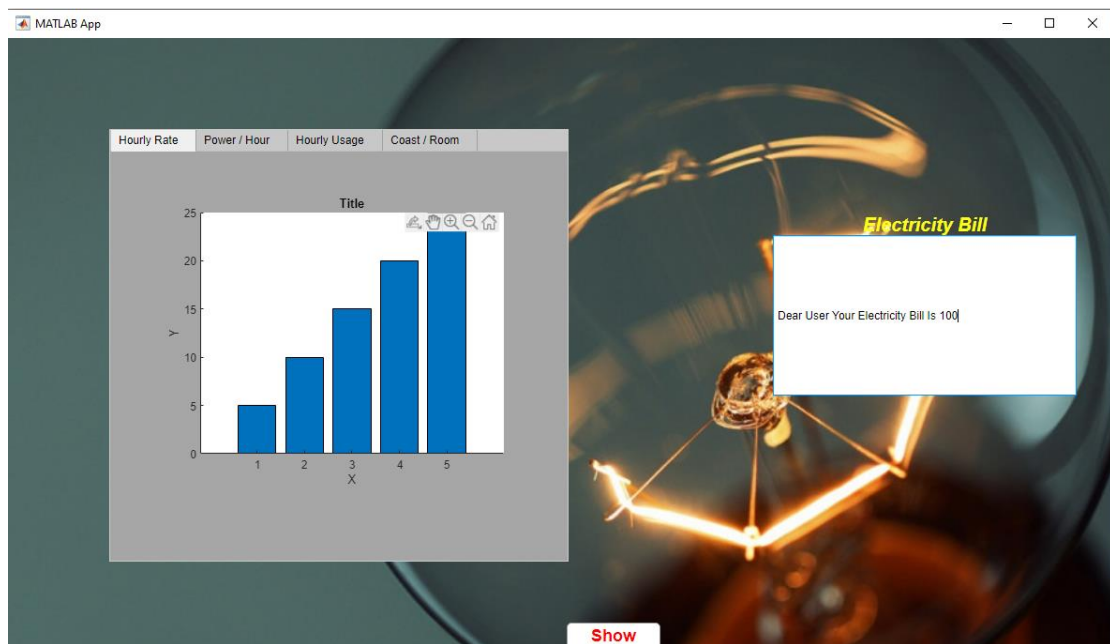 MATLAB App
Hourly Rate Power / Hour Hourly Usage Coast / Room
Title
25
20
15
10
5
0
Y
1 2 3 4 5
X
Electricity Bill
Dear User Your Electricity Bill Is 100
Show